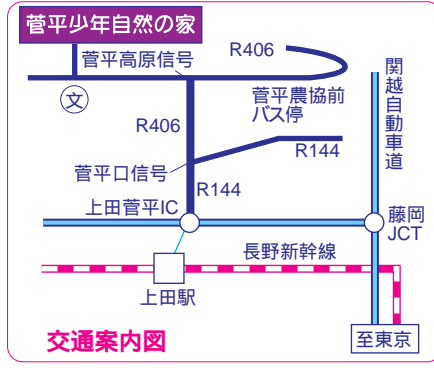 菅平少年自然の家
菅平高原信号
R406
関越自動車道
文
菅平農協前
バス停
R406
R144
菅平口信号
R144
上田菅平IC
藤岡
JCT
長野新幹線
上田駅
交通案内図
至東京